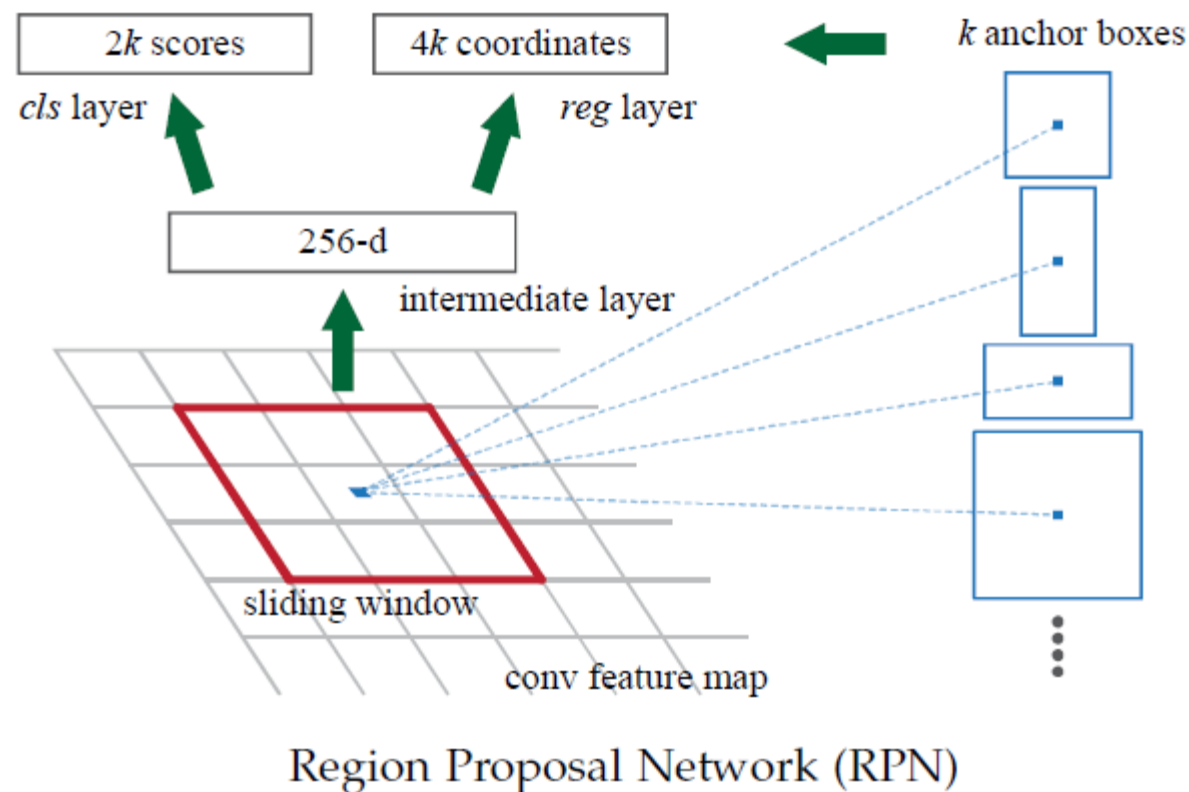 2k scores
4k coordinates
k anchor boxes
cls layer
reg layer
256-d
intermediate layer
sliding window
conv feature map
Region Proposal Network (RPN)